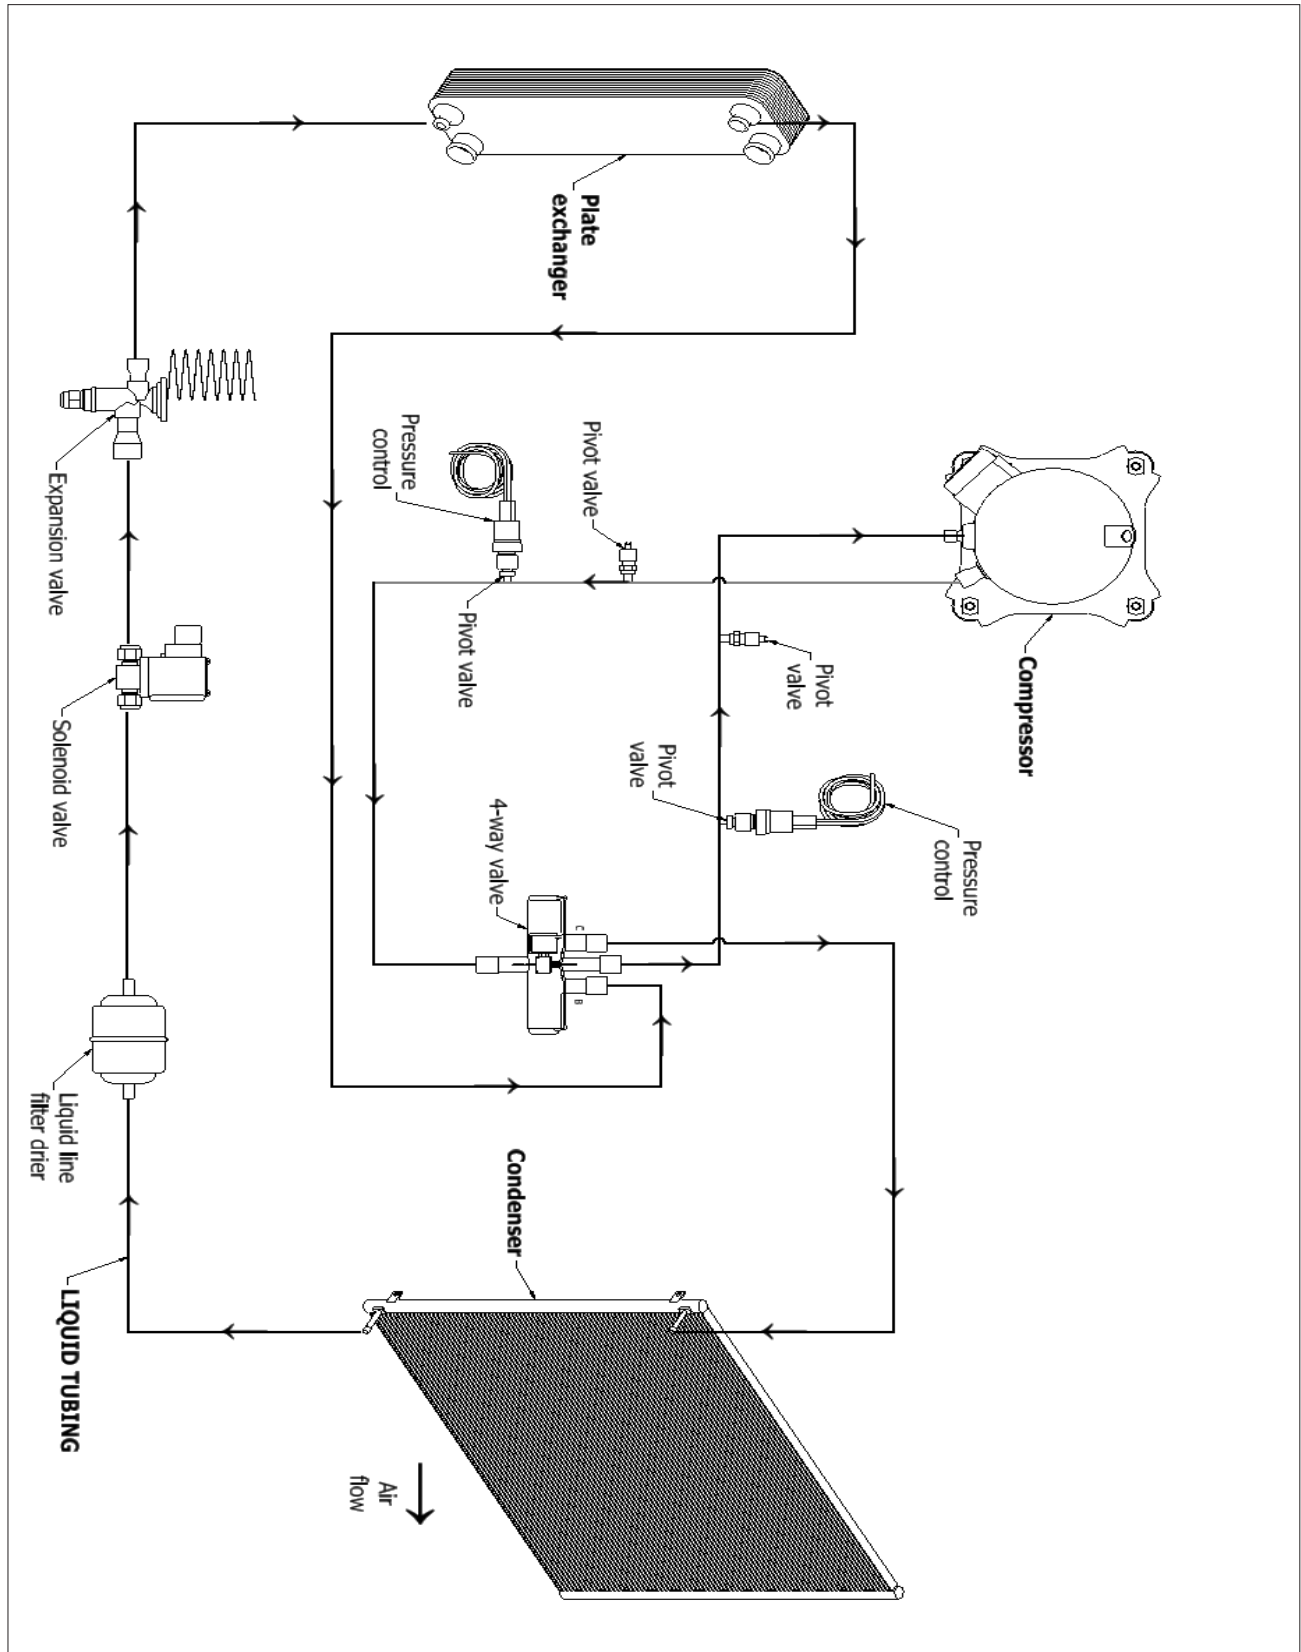 Plate
exchanger
Compressor
Pressure
control
Pivot valve
Pivot valve
Pivot
valve
Pivot
valve
Pressure
control
Expansion valve
Solenoid valve
4-way valve
C
B
Liquid line
filter drier
Condenser
LIQUID TUBING
Air
flow